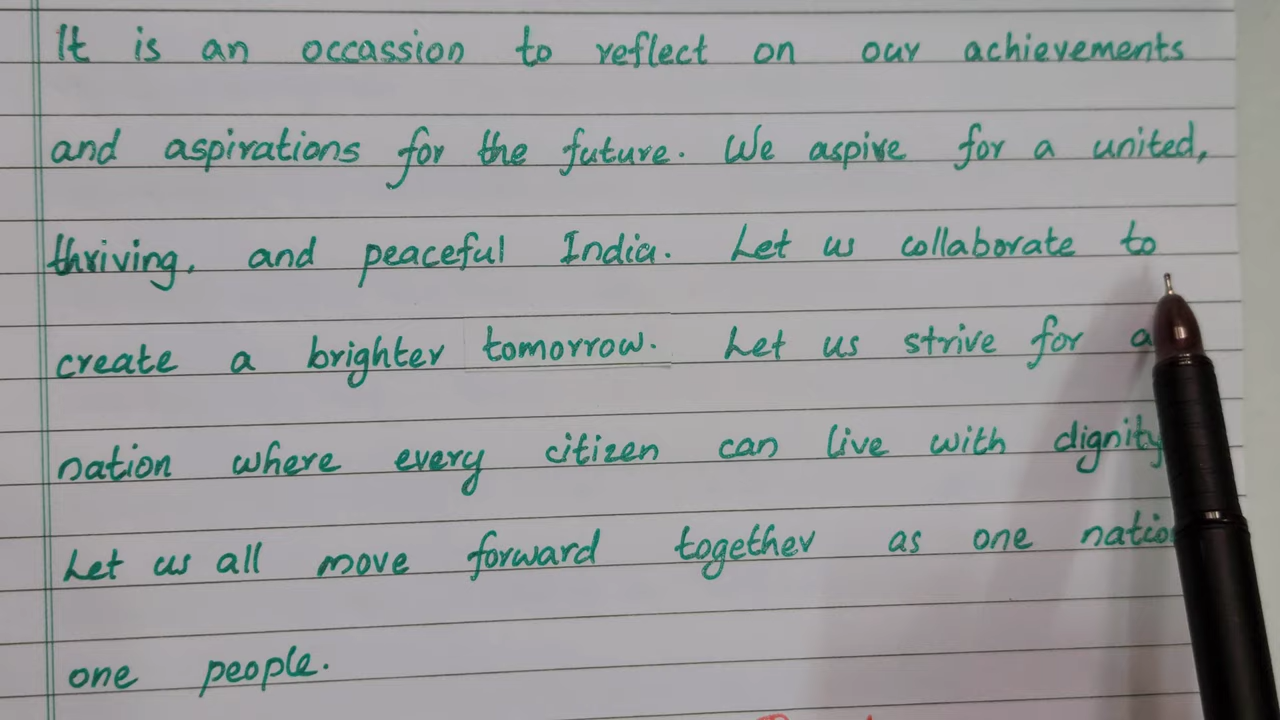 It is an occassion to reflect on our achievements
and aspirations for the future. We aspire for a united,
thriving, and peaceful India. Let us collaborate to
create a brighter tomorrow. Let us strive for a
nation where every citizen can live with dignity
Let us all move forward together as one natio
one people.